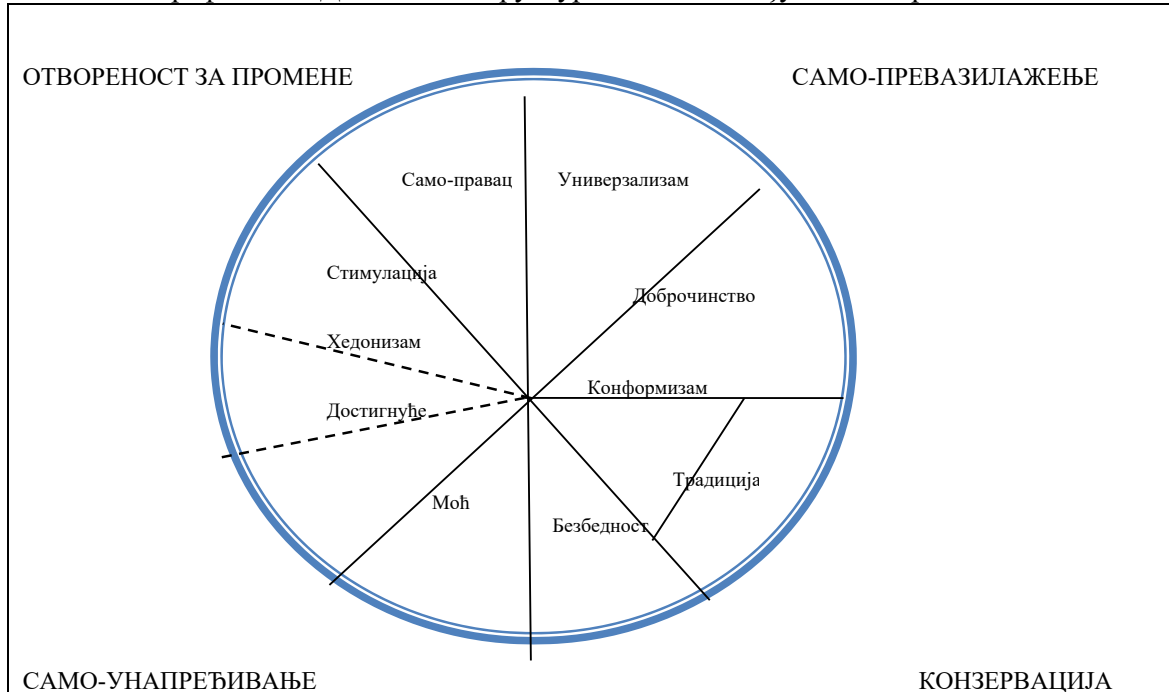 ОТВОРЕНОСТ ЗА ПРОМЕНЕ
САМО-ПРЕВАЗИЛАЖЕЊЕ
Само-правац
Универзализам
Стимулација
Доброчинство
Хедонизам
Конформизам
Достигнуће
Традиција
Моћ
Безбедност
САМО-УНАПРЕЂИВАЊЕ
КОНЗЕРВАЦИЈА